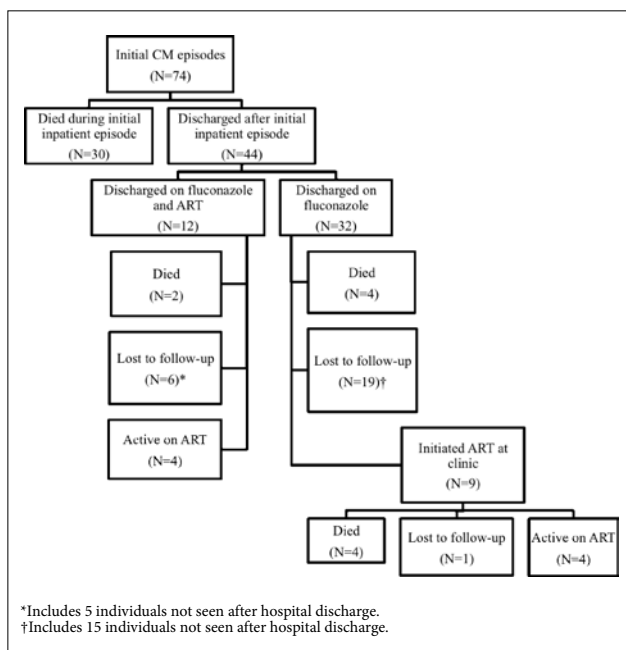 Initial CM episodes
(N=74)
Died during initial
inpatient episode
(N=30)
Discharged after initial
inpatient episode
(N=44)
Discharged on fluconazole
and ART
(N=12)
Discharged on
fluconazole
(N=32)
Died
(N=2)
Died
(N=4)
Lost to follow-up
(N=6)*
Lost to follow-up
(N=19)†
Active on ART
(N=4)
Initiated ART at
clinic
(N=9)
Died
(N=4)
Lost to follow-up
(N=1)
Active on ART
(N=4)
*Includes 5 individuals not seen after hospital discharge.
†Includes 15 individuals not seen after hospital discharge.